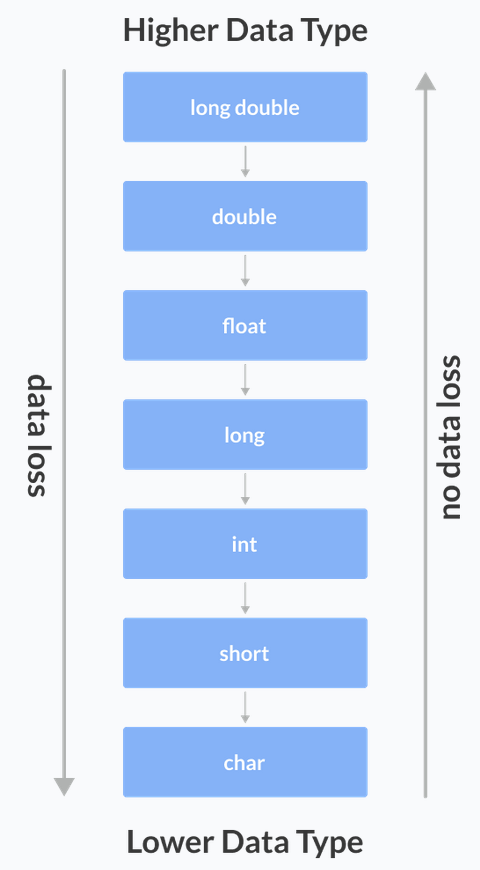 Higher Data Type
long double
double
float
long
int
short
char
data loss
no data loss
Lower Data Type